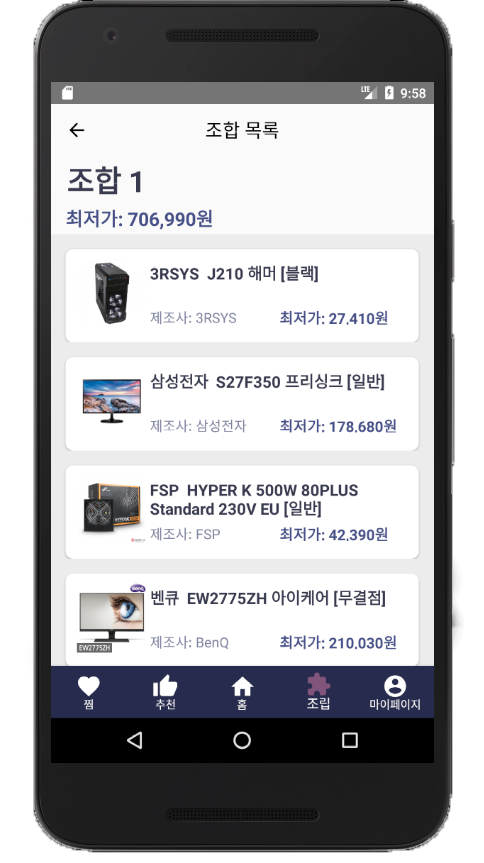 LTE 9:58
조합 목록
조합 1
최저가: 706,990원
3RSYS J210 해머 [블랙]
제조사: 3RSYS 최저가: 27,410원
삼성전자 S27F350 프리싱크 [일반]
제조사: 삼성전자 최저가: 178,680원
FSP HYPER K 500W 80PLUS
Standard 230V EU [일반]
제조사: FSP 최저가: 42,390원
BenQ
벤큐 EW2775ZH 아이케어 [무결점]
EW2775ZH
제조사: BenQ 최저가: 210,030원
찜 추천 홈 조립 마이페이지